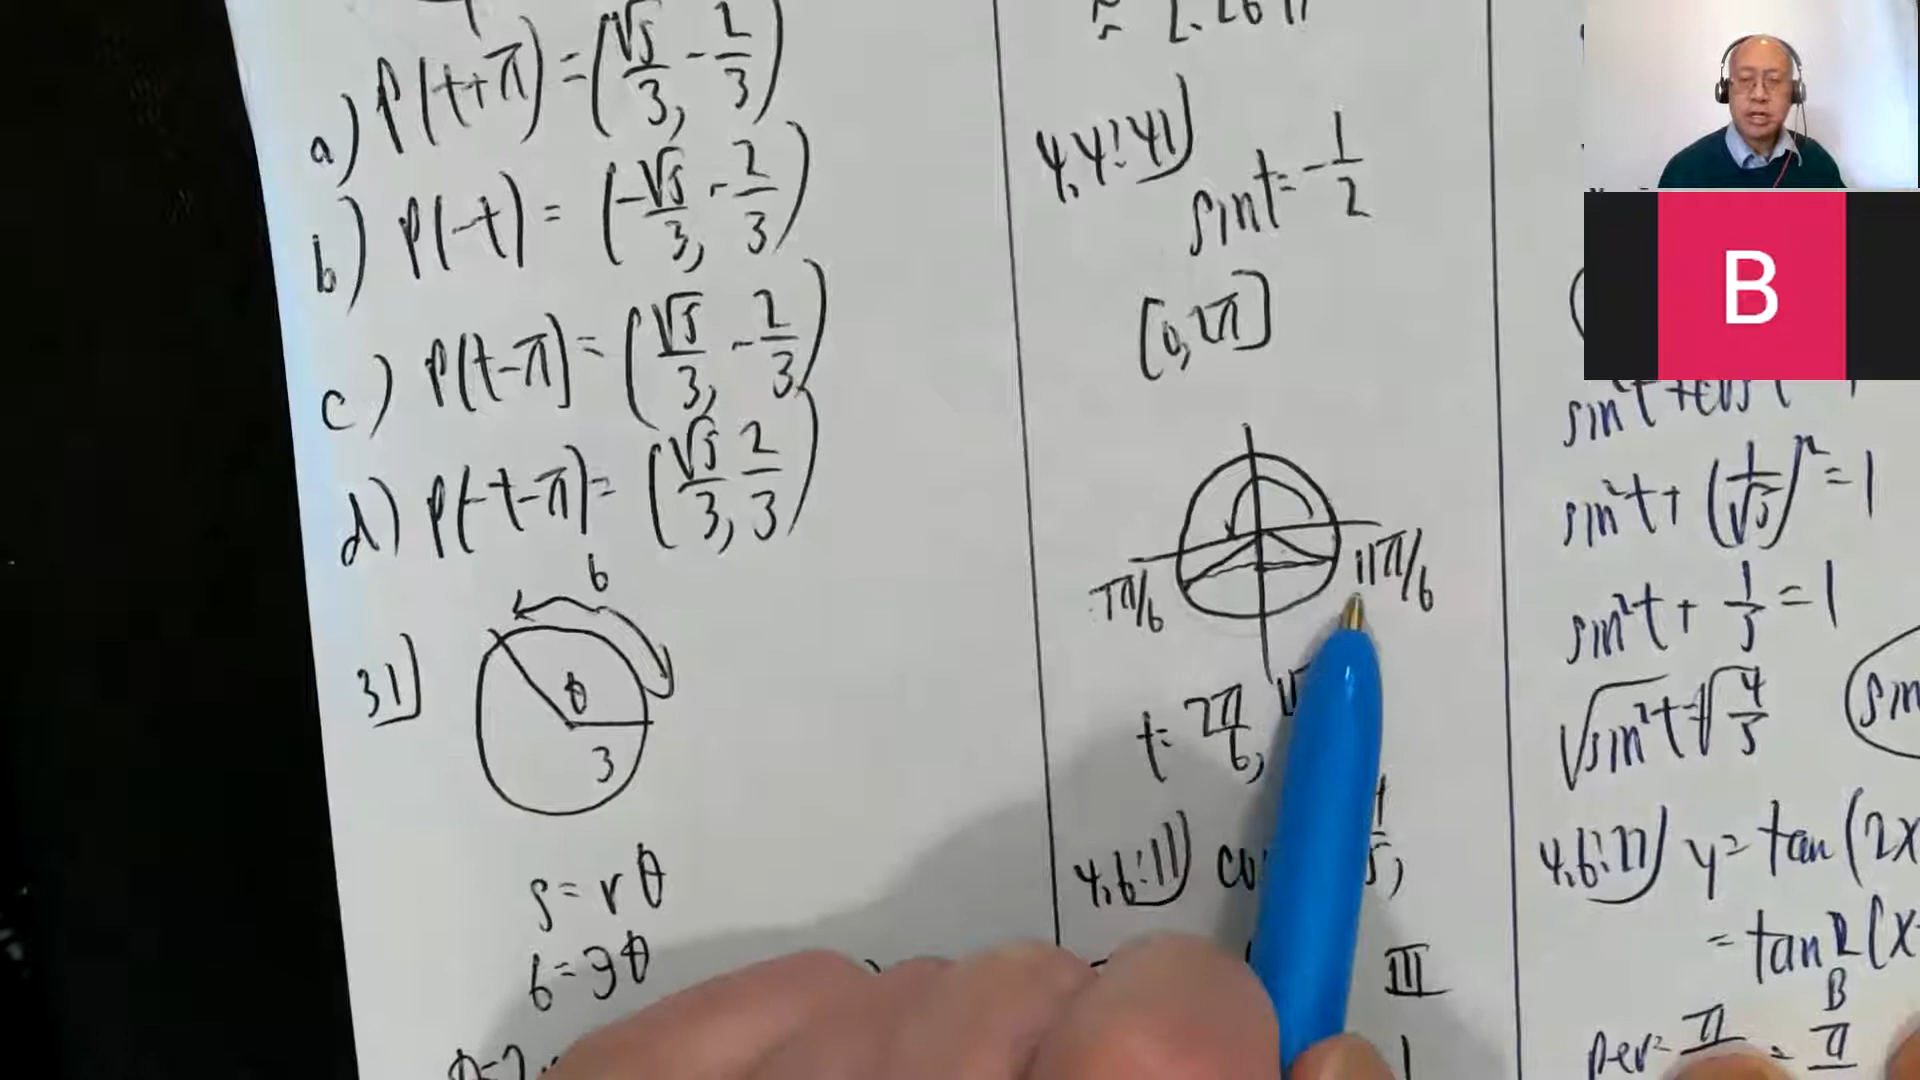 a) P(t+π) = (√5/3, -2/3)
b) P(-t) = (-√5/3, -2/3)
c) P(t-π] = (√5/3, -2/3)
d) P(-t-π) = (√5/3, 2/3)
31)
6
θ
3
s = rθ
6 = 3θ
4.4:41)
sin t = -1/2
[0, 2π]
7π/6
11π/6
t = 7π/6,
4.6:11)
III
B
sin²t + (1/√5)² = 1
sin²t + 1/5 = 1
√sin²t = √4/5
sin
4.6:27) y = tan(2x
= tan 2(x
B
per = π
π